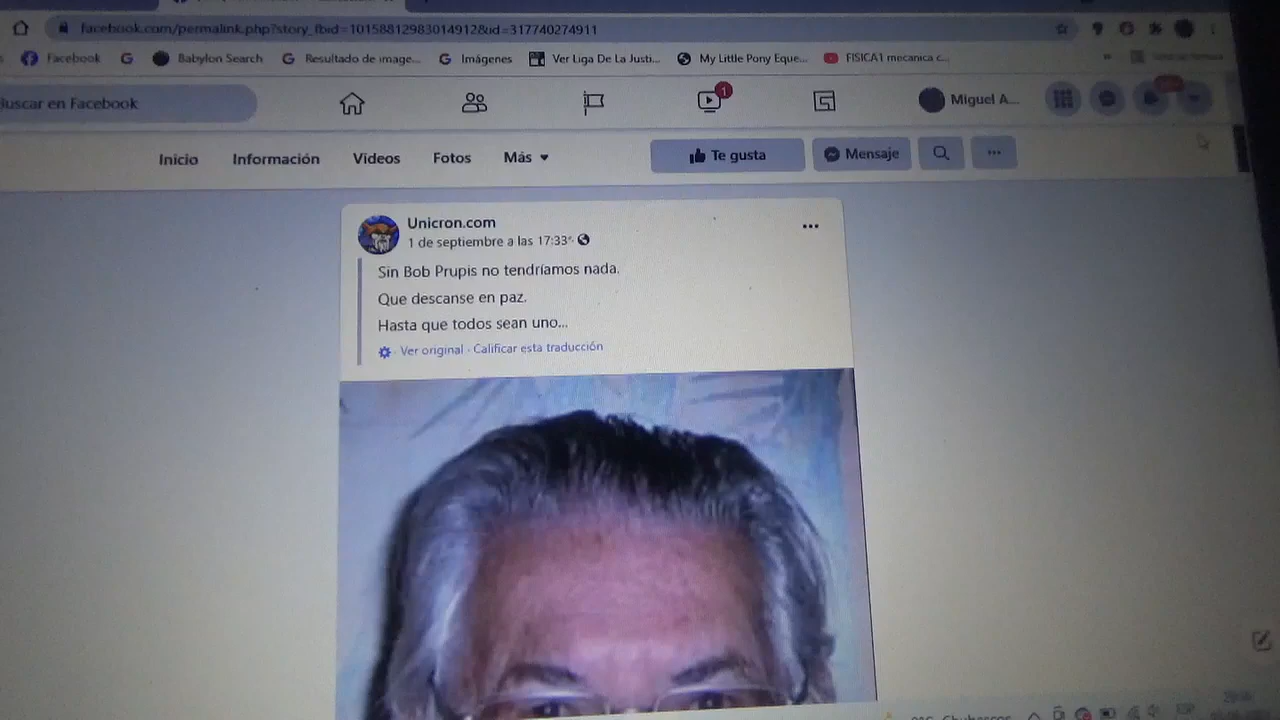 facebook.com/permalink.php?story_fbid=10158812983014912&id=317740274911
Facebook
Babylon Search
Resultado de image...
Imágenes
Ver Liga De La Justi...
My Little Pony Eque...
FISICA1 mecanica c...
Buscar en Facebook
1
Miguel A...
Inicio
Información
Videos
Fotos
Más
Te gusta
Mensaje
Unicron.com
1 de septiembre a las 17:33
Sin Bob Prupis no tendríamos nada.
Que descanse en paz.
Hasta que todos sean uno...
Ver original · Calificar esta traducción